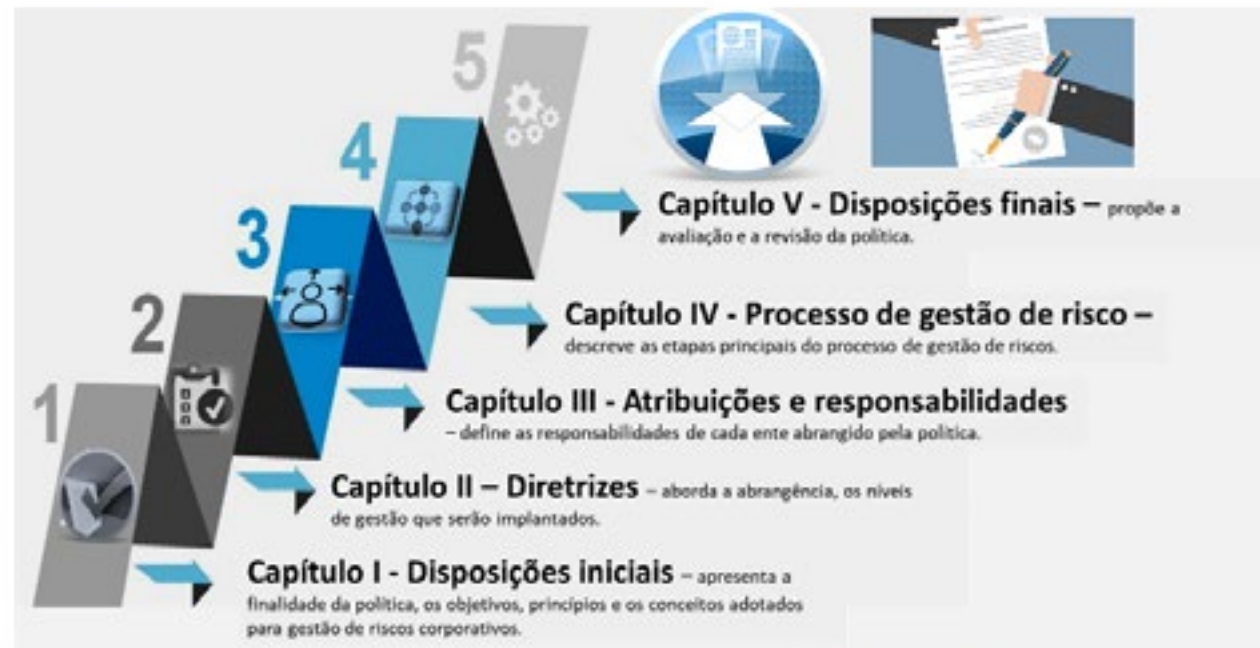 5
Capítulo V - Disposições finais – propõe a
avaliação e a revisão da política.
4
Capítulo IV - Processo de gestão de risco –
descreve as etapas principais do processo de gestão de riscos.
3
Capítulo III - Atribuições e responsabilidades
– define as responsabilidades de cada ente abrangido pela política.
2
Capítulo II – Diretrizes – aborda a abrangência, os níveis
de gestão que serão implantados.
1
Capítulo I - Disposições iniciais – apresenta a
finalidade da política, os objetivos, princípios e os conceitos adotados
para gestão de riscos corporativos.